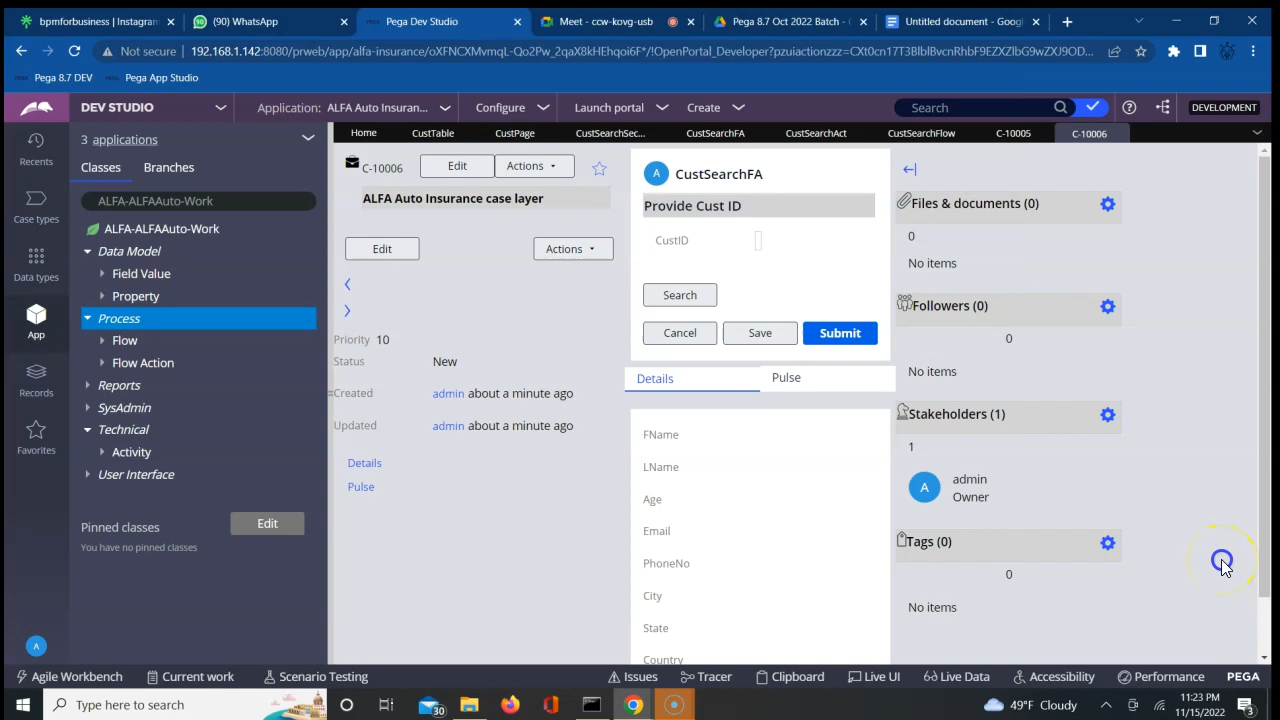 bpmforbusiness | Instagram
(90) WhatsApp
Pega Dev Studio
Meet - ccw-kovg-usb
Pega 8.7 Oct 2022 Batch -
Untitled document - Goog
Not secure
192.168.1.142:8080/prweb/app/alfa-insurance/
Pega 8.7 DEV
Pega App Studio
DEV STUDIO
Application: ALFA Auto Insuran...
Configure
Launch portal
Create
Search
DEVELOPMENT
Home
CustTable
CustPage
CustSearchSec...
CustSearchFA
CustSearchAct
CustSearchFlow
C-10005
C-10006
Recents
Case types
Data types
App
Records
Favorites
A
3 applications
Classes
Branches
ALFA-ALFAAuto-Work
ALFA-ALFAAuto-Work
Data Model
Field Value
Property
Process
Flow
Flow Action
Reports
SysAdmin
Technical
Activity
User Interface
Pinned classes
Edit
You have no pinned classes
C-10006
Edit
Actions
ALFA Auto Insurance case layer
Edit
Actions
Priority 10
Status New
Created admin about a minute ago
Updated admin about a minute ago
Details
Pulse
A CustSearchFA
Provide Cust ID
CustID
Search
Cancel
Save
Submit
Details
Pulse
FName
LName
Age
Email
PhoneNo
City
State
Country
Files & documents (0)
0
No items
Followers (0)
0
No items
Stakeholders (1)
1
A
admin
Owner
Tags (0)
0
No items
Agile Workbench
Current work
Scenario Testing
Issues
Tracer
Clipboard
Live UI
Live Data
Accessibility
Performance
PEGA
Type here to search
30
49°F Cloudy
11:23 PM
11/15/2022
3